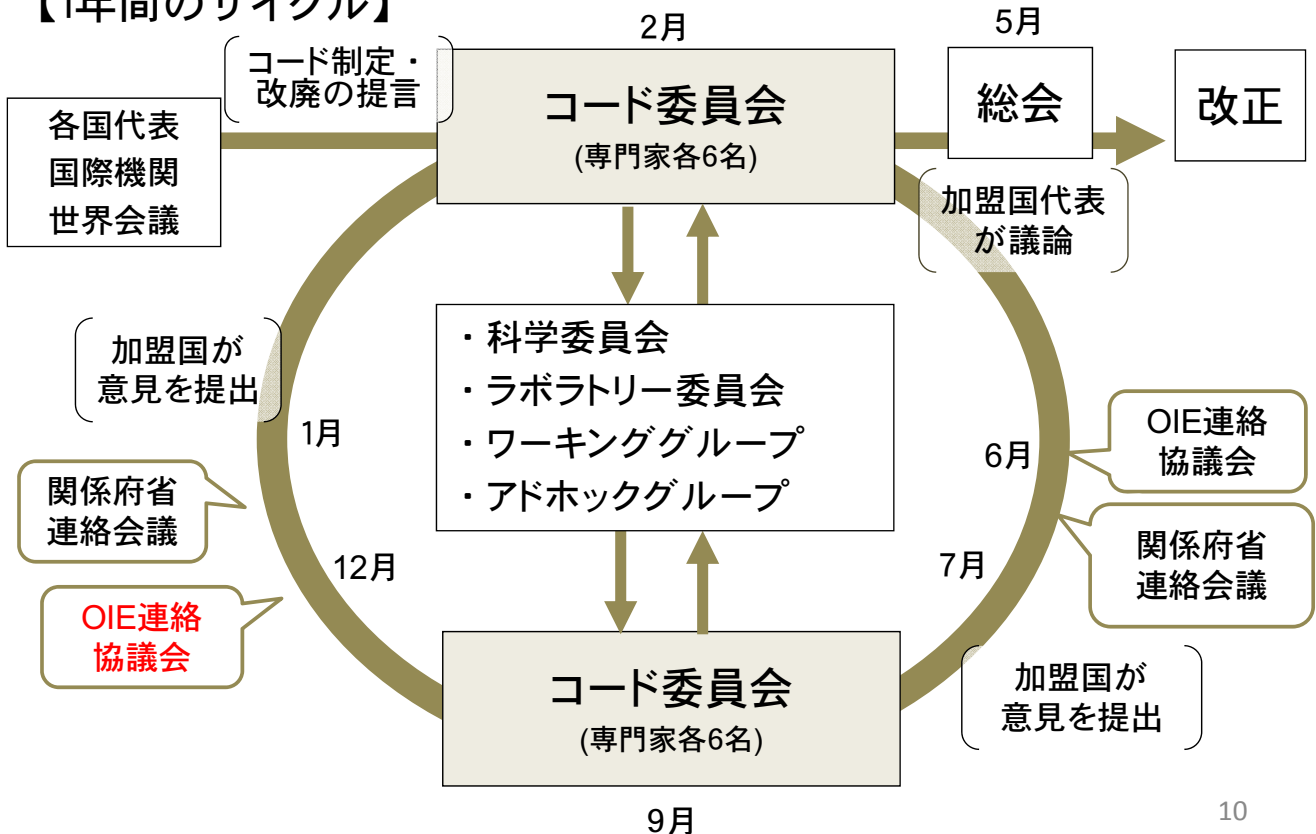 【1年間のサイクル】
2月
5月
コード制定・
改廃の提言
各国代表
国際機関
世界会議
コード委員会
(専門家各6名)
総会
改正
加盟国代表
が議論
・科学委員会
・ラボラトリー委員会
・ワーキンググループ
・アドホックグループ
加盟国が
意見を提出
1月
6月
OIE連絡
協議会
関係府省
連絡会議
関係府省
連絡会議
12月
7月
OIE連絡
協議会
コード委員会
(専門家各6名)
加盟国が
意見を提出
9月
10